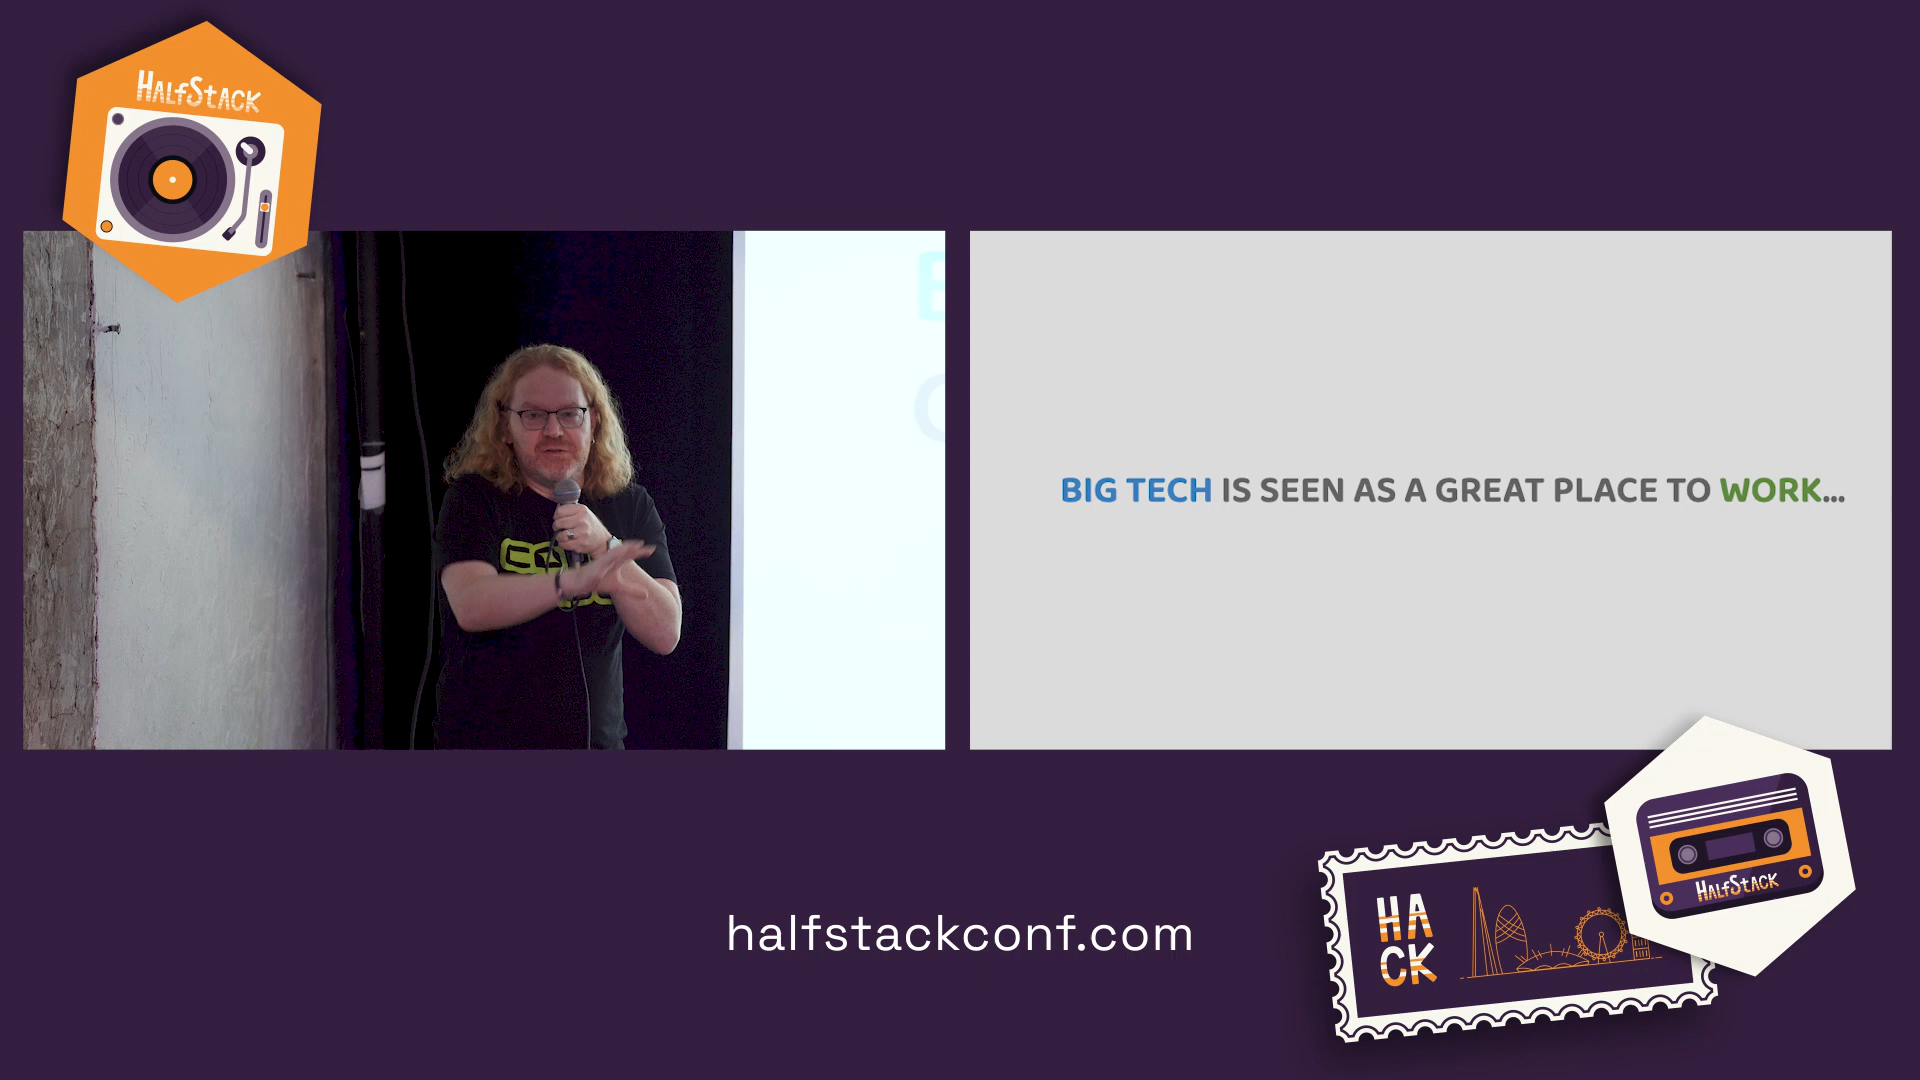 HALFSTACK
BIG TECH IS SEEN AS A GREAT PLACE TO WORK...
halfstackconf.com
HA
CK
HALFSTACK